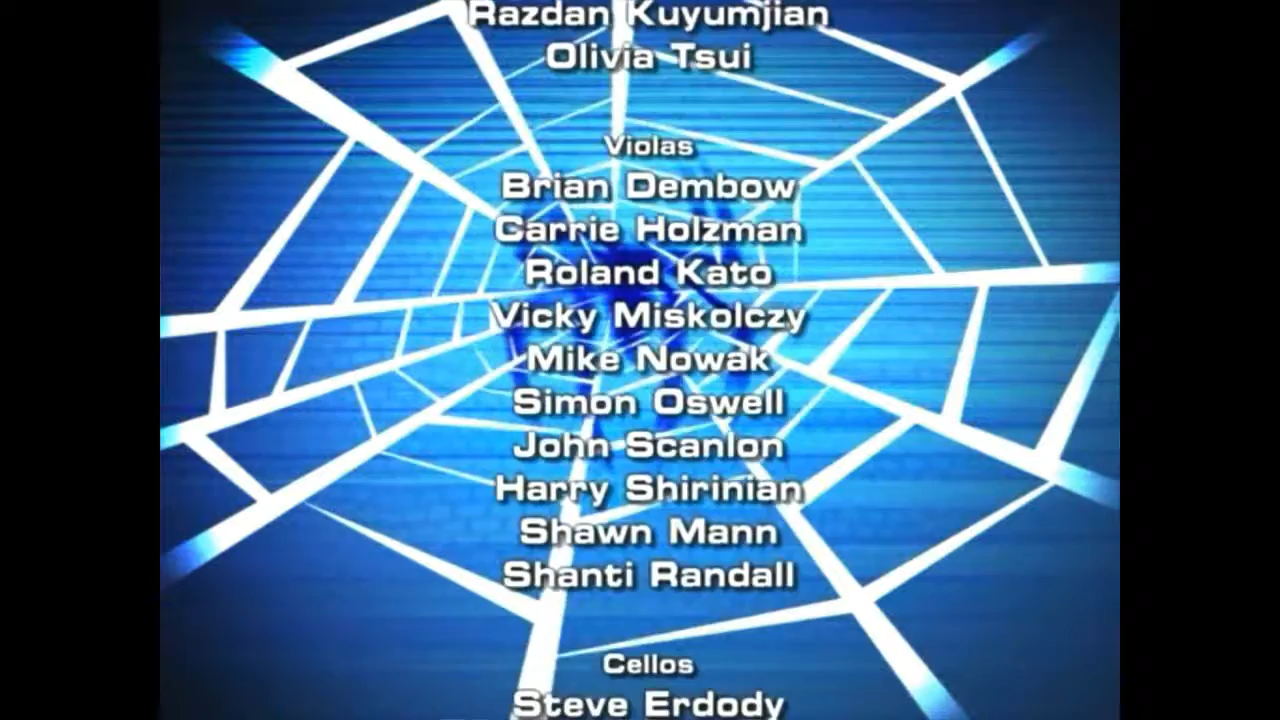 Razdan Kuyumjian
Olivia Tsui
Violas
Brian Dembow
Carrie Holzman
Roland Kato
Vicky Miskolczy
Mike Nowak
Simon Oswell
John Scanlon
Harry Shirinian
Shawn Mann
Shanti Randall
Cellos
Steve Erdody